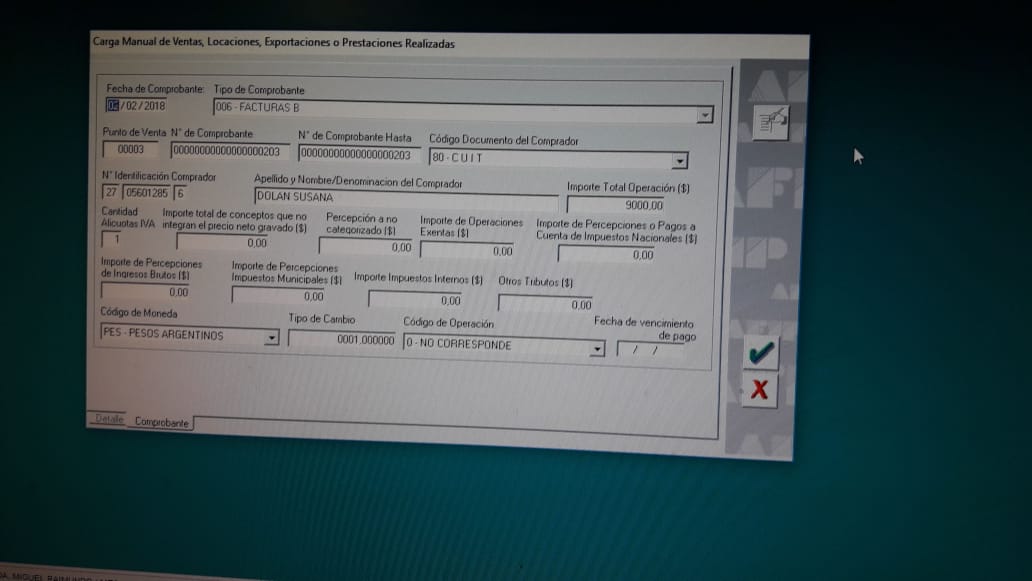 Carga Manual de Ventas, Locaciones, Exportaciones o Prestaciones Realizadas
Fecha de Comprobante: Tipo de Comprobante
02/02/2018 006 - FACTURAS B
Punto de Venta N° de Comprobante N° de Comprobante Hasta Código Documento del Comprador
00003 00000000000000000203 00000000000000000203 80 - CUIT
N° Identificación Comprador Apellido y Nombre/Denominacion del Comprador Importe Total Operación ($)
27 05601285 6 DOLAN SUSANA 9000,00
Cantidad Importe total de conceptos que no Percepción a no Importe de Operaciones Importe de Percepciones o Pagos a
Alicuotas IVA integran el precio neto gravado ($) categorizado ($) Exentas ($) Cuenta de Impuestos Nacionales ($)
1 0,00 0,00 0,00 0,00
Importe de Percepciones Importe de Percepciones
de Ingresos Brutos ($) Impuestos Municipales ($) Importe Impuestos Internos ($) Otros Tributos ($)
0,00 0,00 0,00 0,00
Código de Moneda Tipo de Cambio Código de Operación Fecha de vencimiento
de pago
PES - PESOS ARGENTINOS 0001,000000 0 - NO CORRESPONDE / /
Detalle Comprobante
MIGUEL